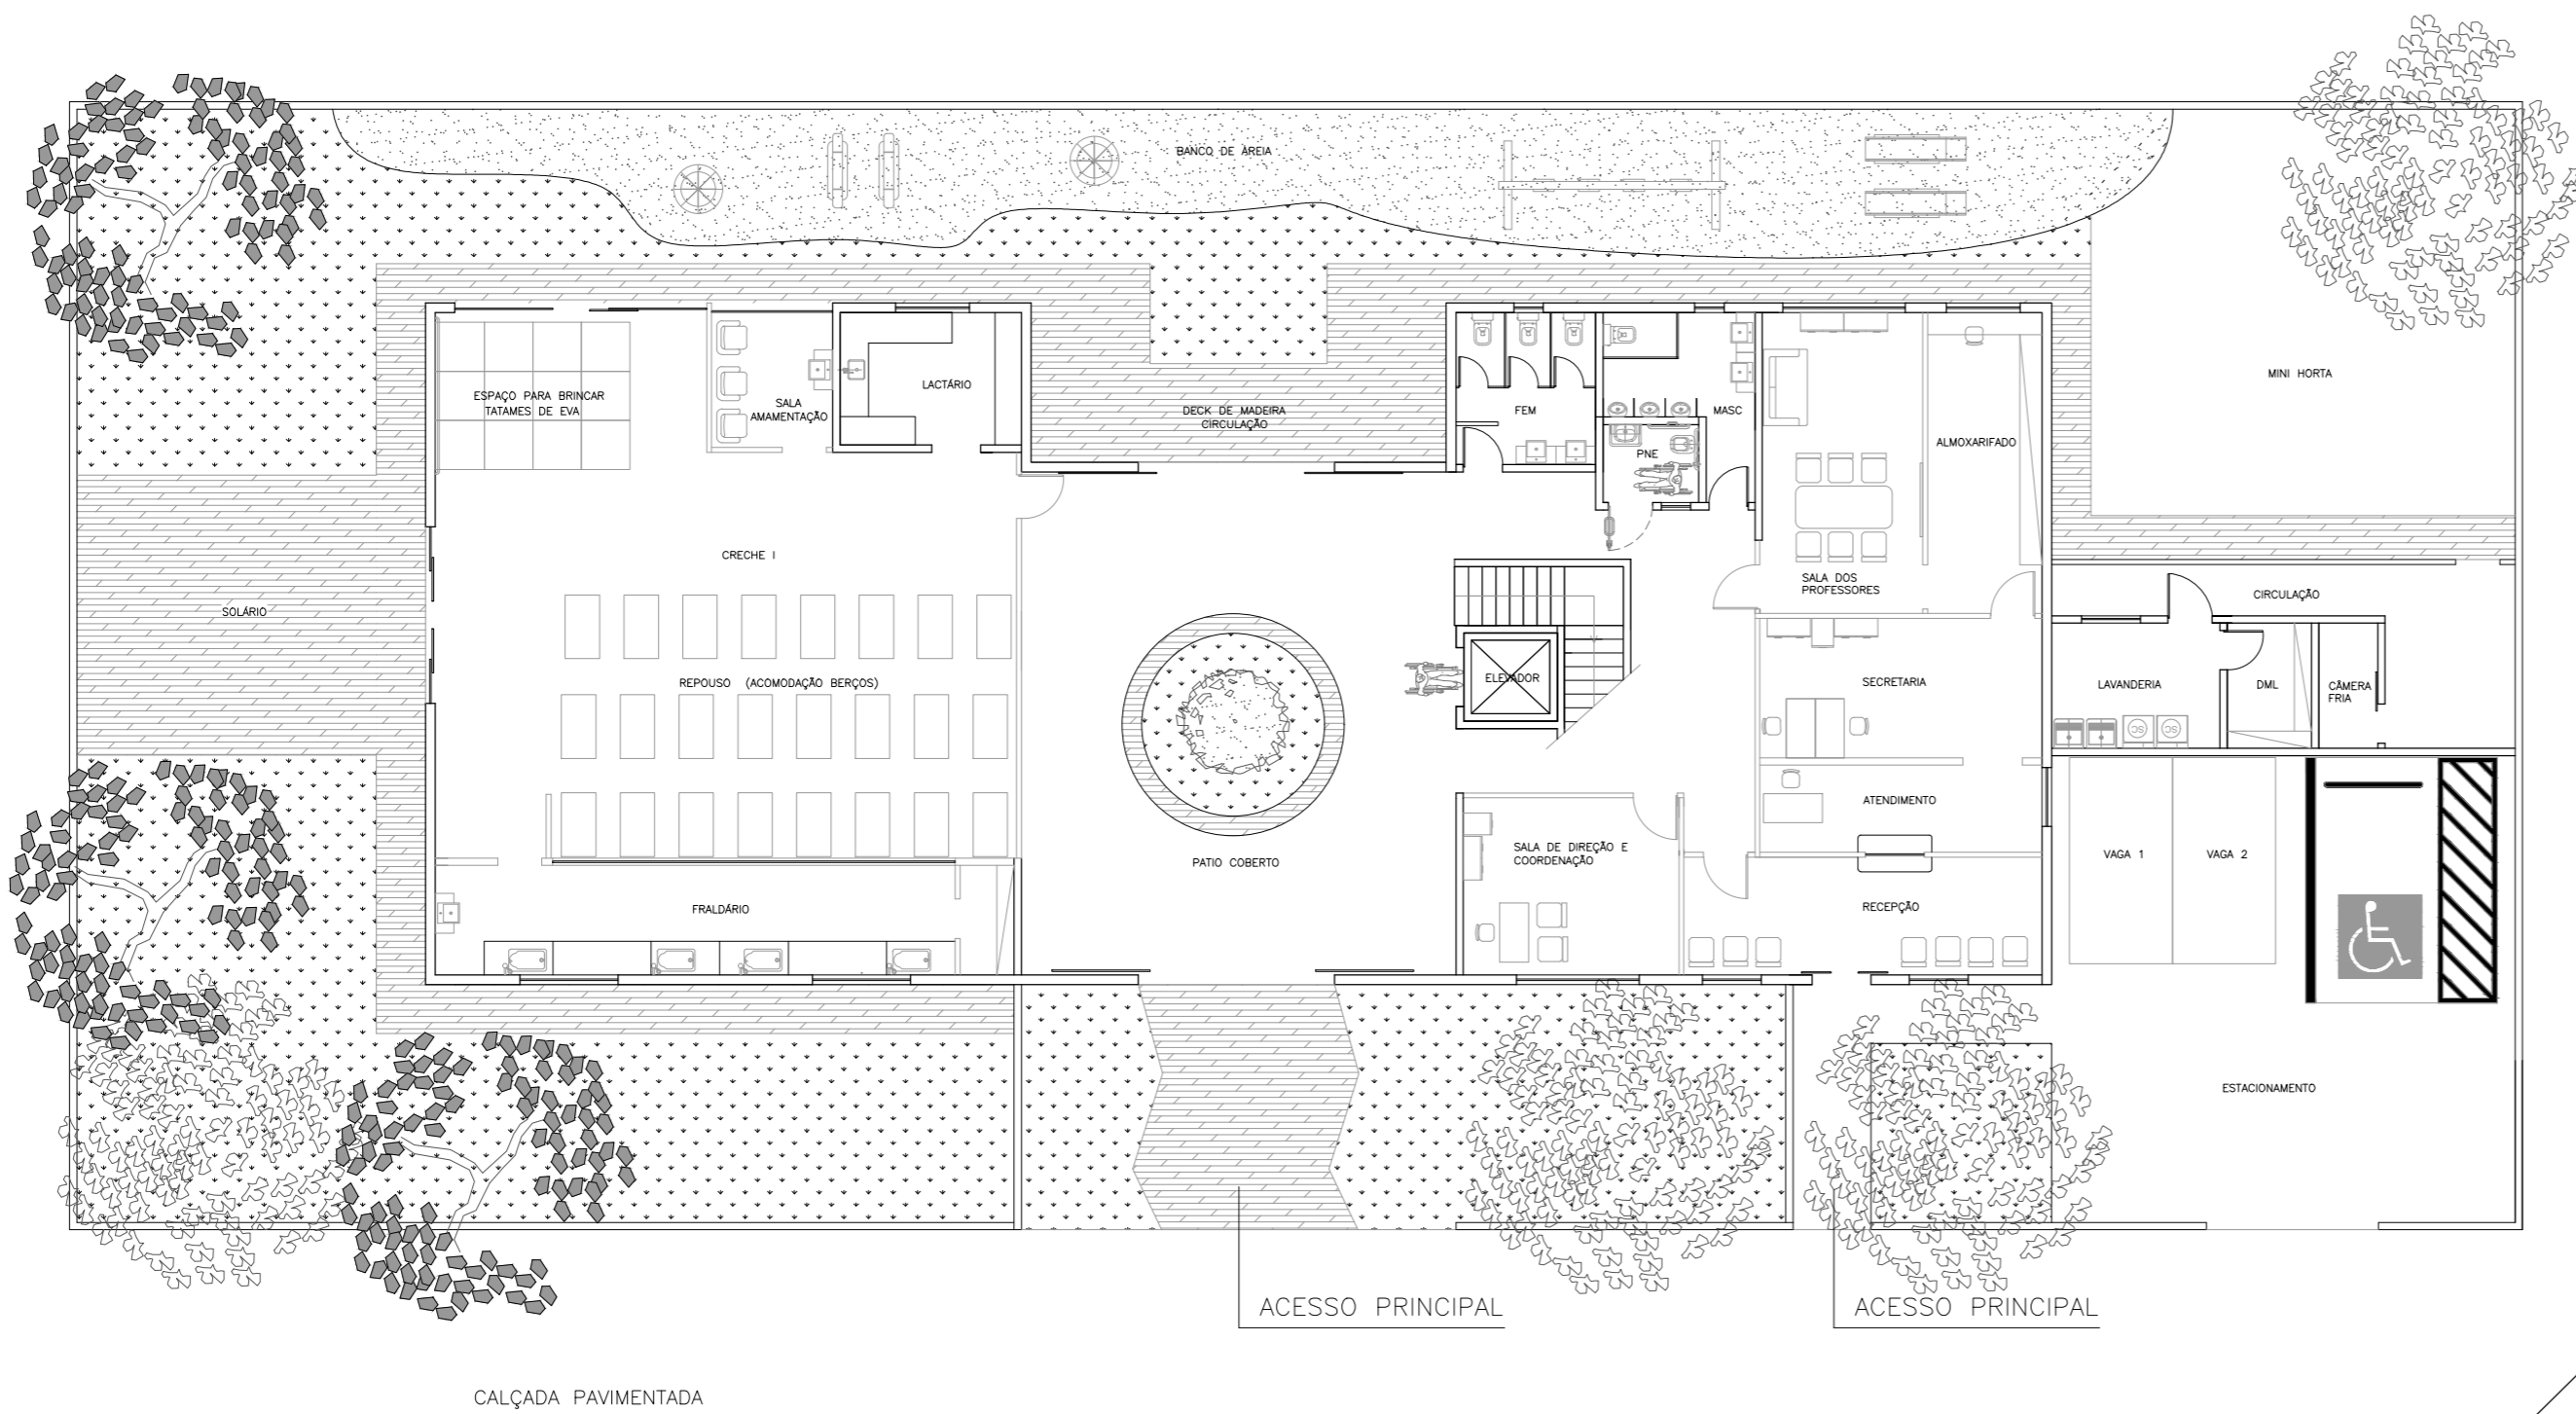 BANCO DE AREIA
MINI HORTA
ESPAÇO PARA BRINCAR
TATAMES DE EVA
SALA
AMAMENTAÇÃO
LACTÁRIO
DECK DE MADEIRA
CIRCULAÇÃO
FEM
MASC
PNE
ALMOXARIFADO
CRECHE I
SOLÁRIO
SALA DOS
PROFESSORES
CIRCULAÇÃO
REPOUSO (ACOMODAÇÃO BERÇOS)
ELEVADOR
SECRETARIA
LAVANDERIA
DML
CÂMERA
FRIA
SC
SC
ATENDIMENTO
SALA DE DIREÇÃO E
COORDENAÇÃO
PATIO COBERTO
VAGA 1
VAGA 2
FRALDÁRIO
RECEPÇÃO
ESTACIONAMENTO
ACESSO PRINCIPAL
ACESSO PRINCIPAL
CALÇADA PAVIMENTADA